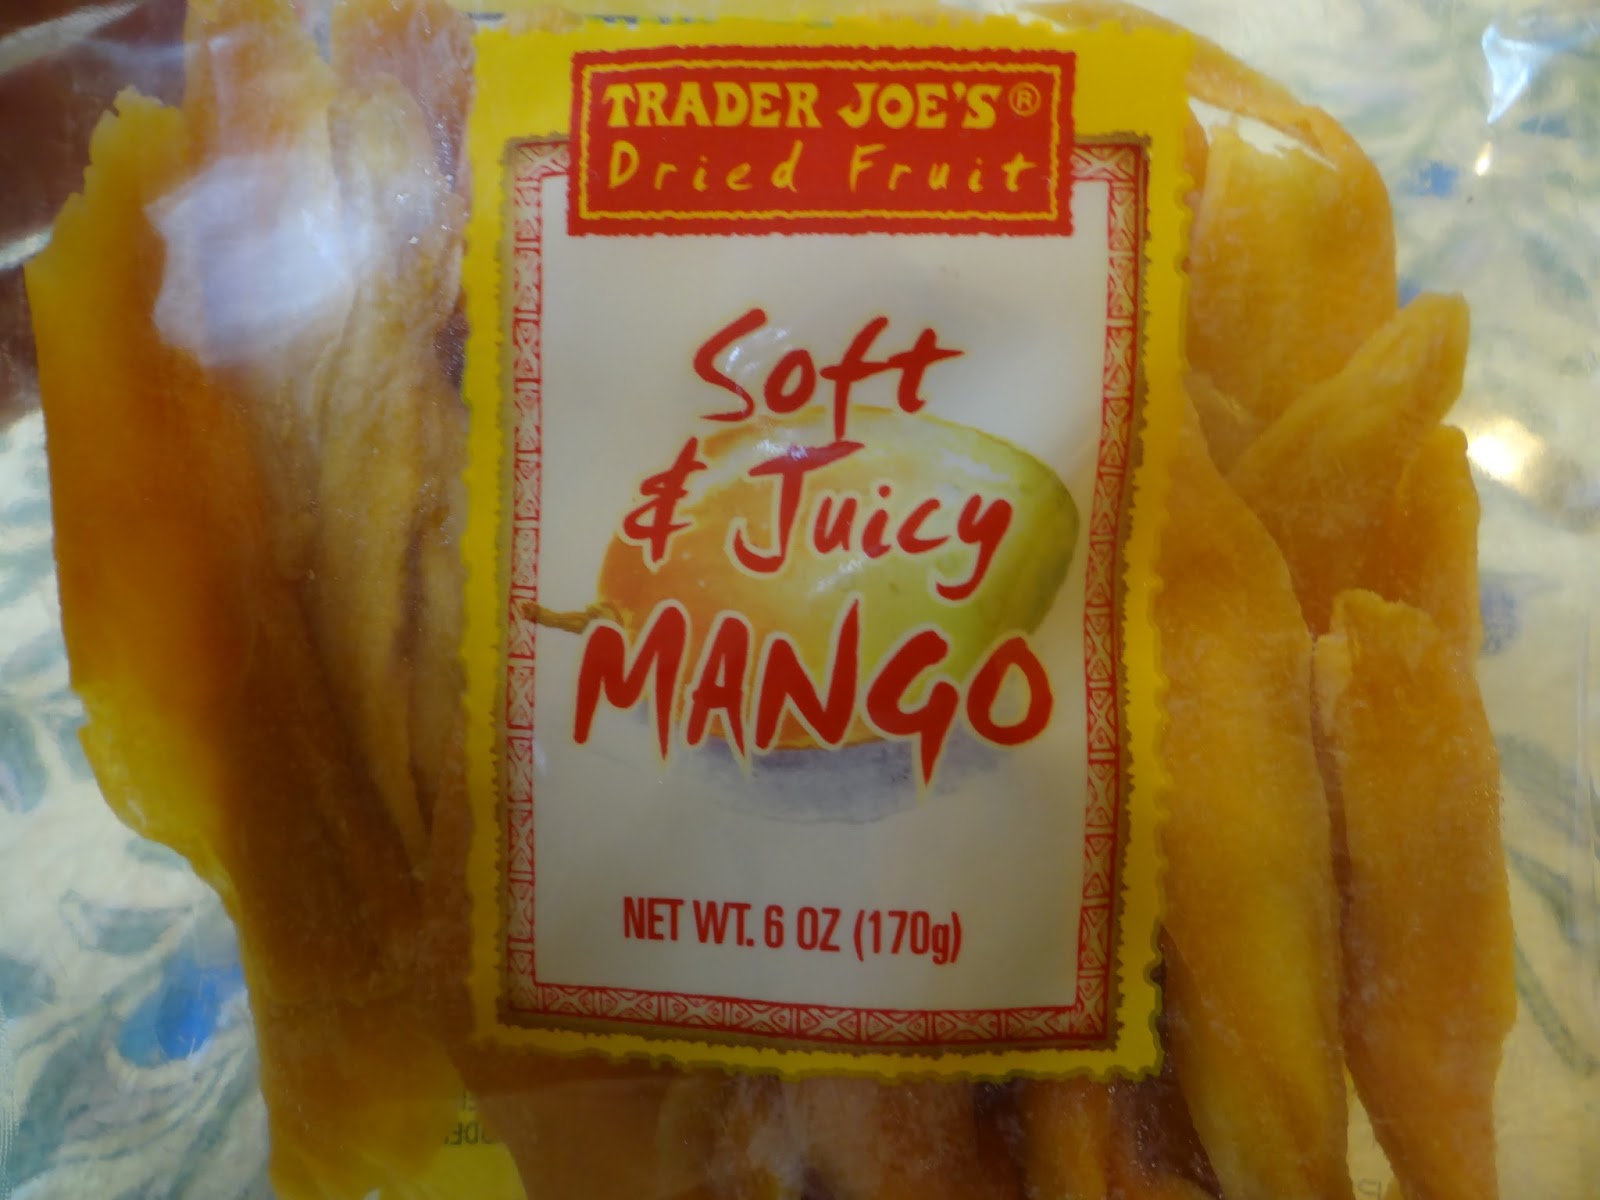 TRADER JOE'S®
Dried Fruit
Soft
& Juicy
MANGO
NET WT. 6 OZ (170g)